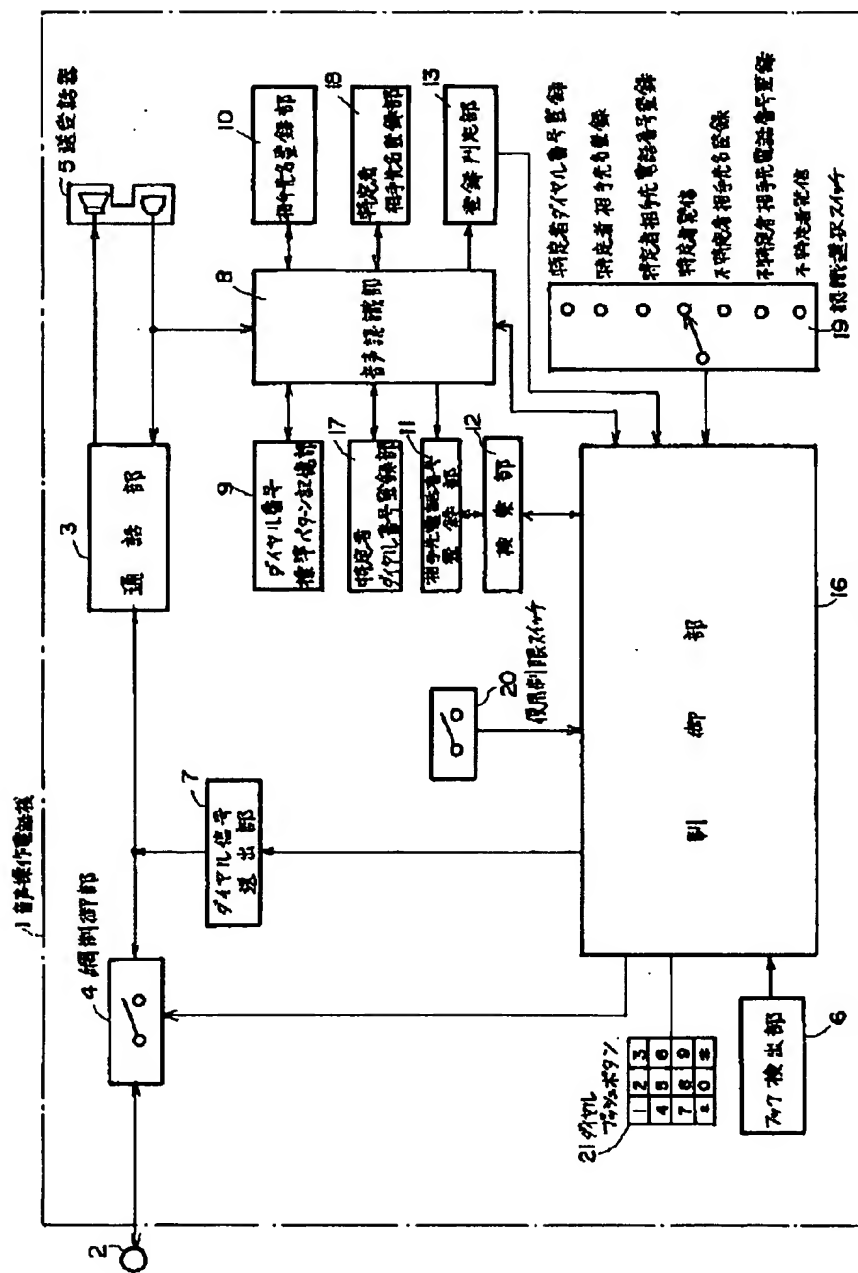 1 音声操作電話機
2
4 網制御部
3
通話部
5 送受話器
7
ダイヤル信号
送出部
8
音声認識部
9
ダイヤル番号
標準パターン記憶部
17
特定者
ダイヤル番号登録部
11
相手先電話番号
登録部
12
検索部
10
相手先名登録部
18
特定者
相手先名登録部
13
登録判定部
20
使用制限スイッチ
16
制御部
特定者ダイヤル番号登録
特定者相手先名登録
特定者相手先電話番号登録
特定者発信
不特定者相手先名登録
不特定者相手先電話番号登録
不特定者発信
19 認識選択スイッチ
21 ダイヤル
プッシュボタン
1 2 3
4 5 6
7 8 9
* 0 #
フック検出部
6